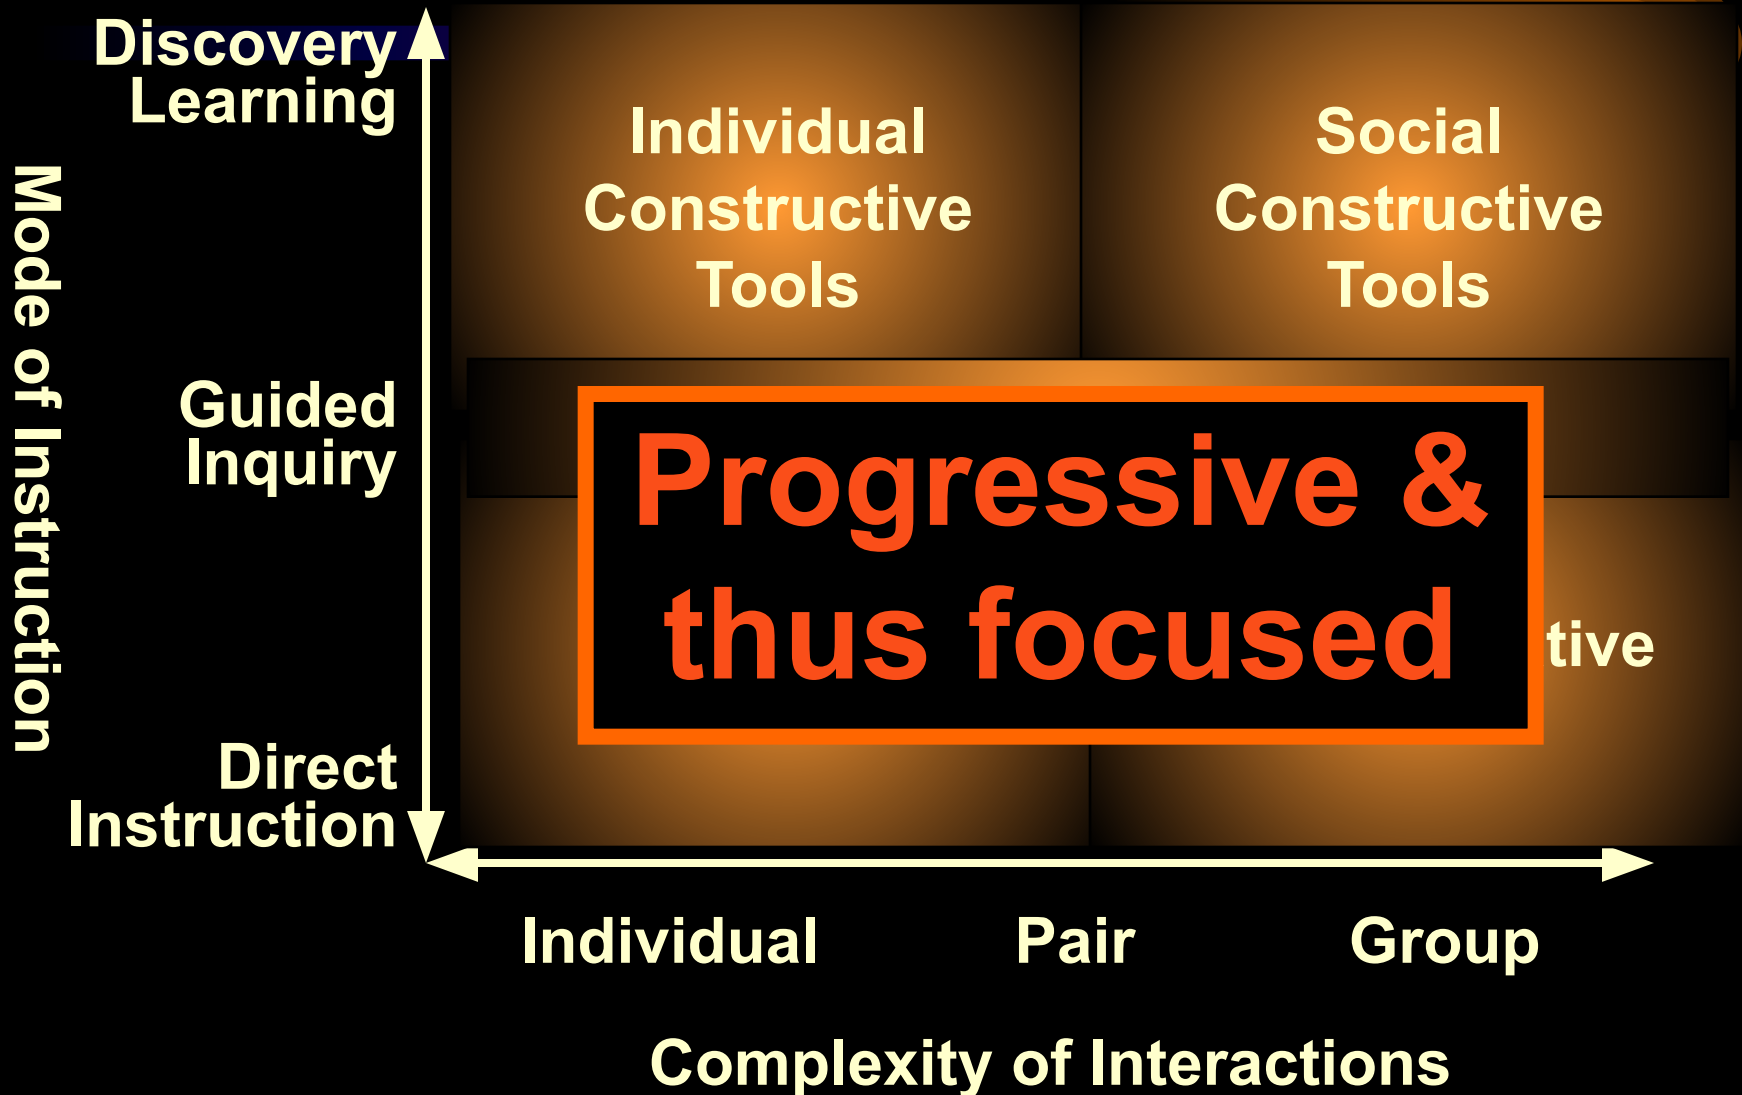 Discovery
Learning
Individual
Constructive
Tools
Social
Constructive
Tools
Mode of Instruction
Guided
Inquiry
Progressive &
thus focused
tive
Direct
Instruction
Individual Pair Group
Complexity of Interactions